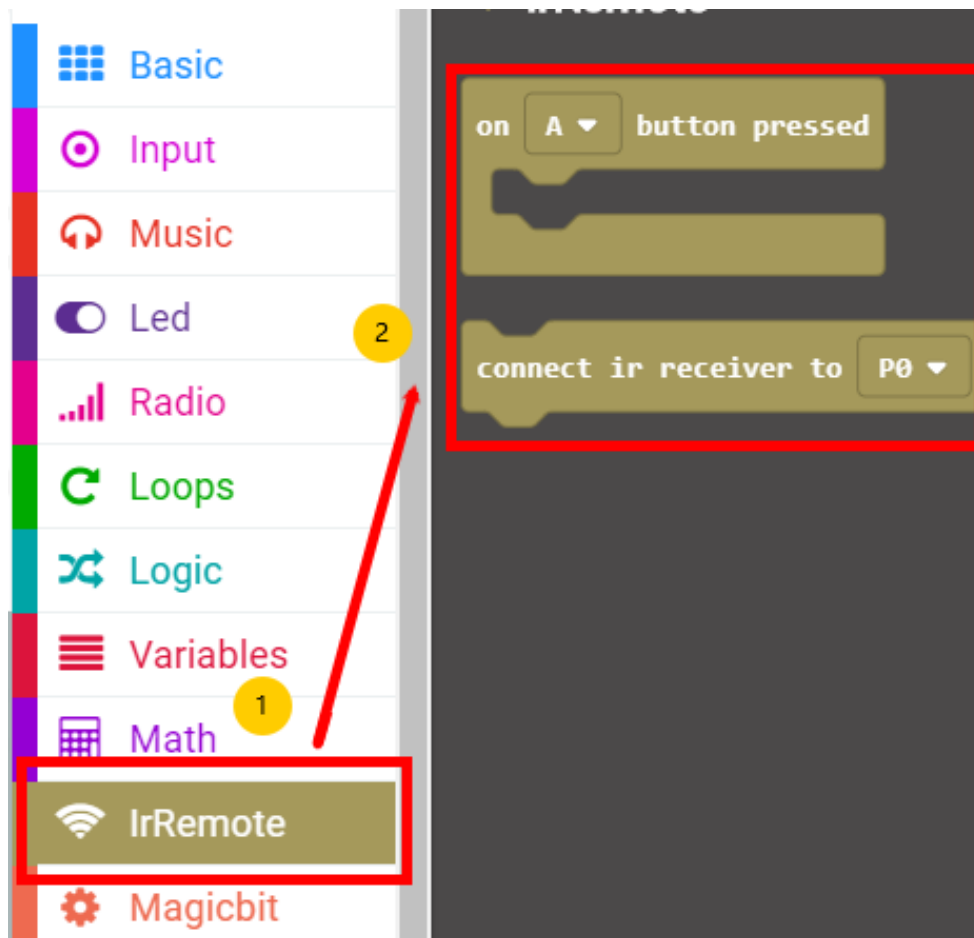 Basic
Input
Music
Led
2
Radio
Loops
Logic
Variables
1
Math
IrRemote
Magicbit
IrRemote
on A button pressed
connect ir receiver to P0